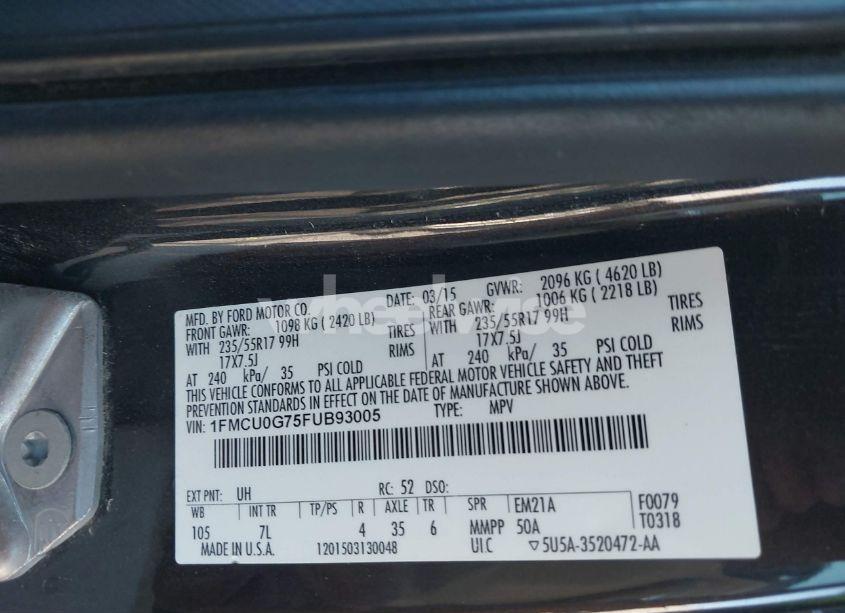 MFD. BY FORD MOTOR CO.
DATE: 03/15
GVWR: 2096 KG ( 4620 LB)
FRONT GAWR: 1098 KG ( 2420 LB)
REAR GAWR: 1006 KG ( 2218 LB)
WITH 235/55R17 99H TIRES
WITH 235/55R17 99H TIRES
17X7.5J RIMS
17X7.5J RIMS
AT 240 kPa/ 35 PSI COLD
AT 240 kPa/ 35 PSI COLD
THIS VEHICLE CONFORMS TO ALL APPLICABLE FEDERAL MOTOR VEHICLE SAFETY AND THEFT
PREVENTION STANDARDS IN EFFECT ON THE DATE OF MANUFACTURE SHOWN ABOVE.
VIN: 1FMCU0G75FUB93005
TYPE: MPV
EXT PNT: UH RC: 52 DSO:
WB INT TR TP/PS R AXLE TR SPR EM21A F0079
105 7L 4 35 6 MMPP 50A T0318
MADE IN U.S.A. 1201503130048 UI.C ▽5U5A-3520472-AA
wheelwise